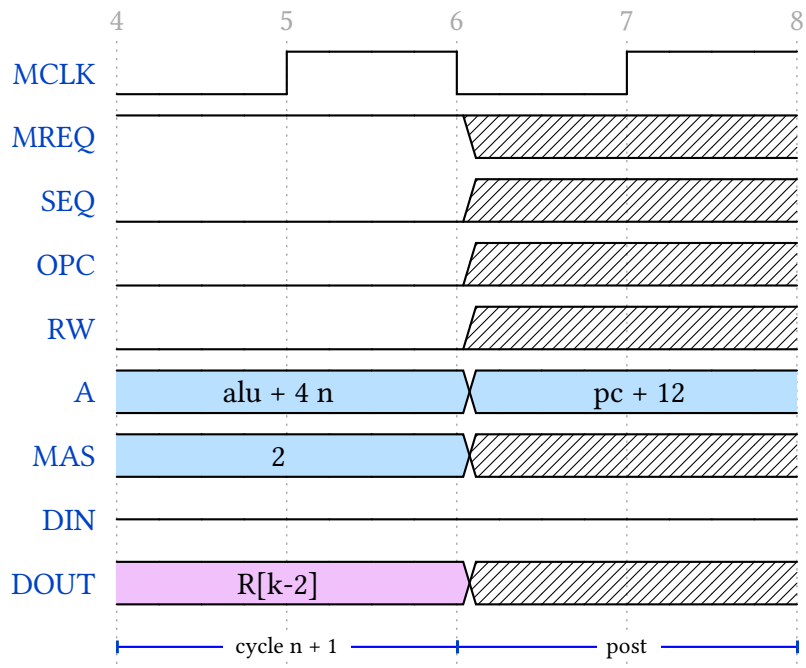 4 5 6 7 8
MCLK
MREQ
SEQ
OPC
RW
A alu + 4 n pc + 12
MAS 2
DIN
DOUT R[k-2]
cycle n + 1 post